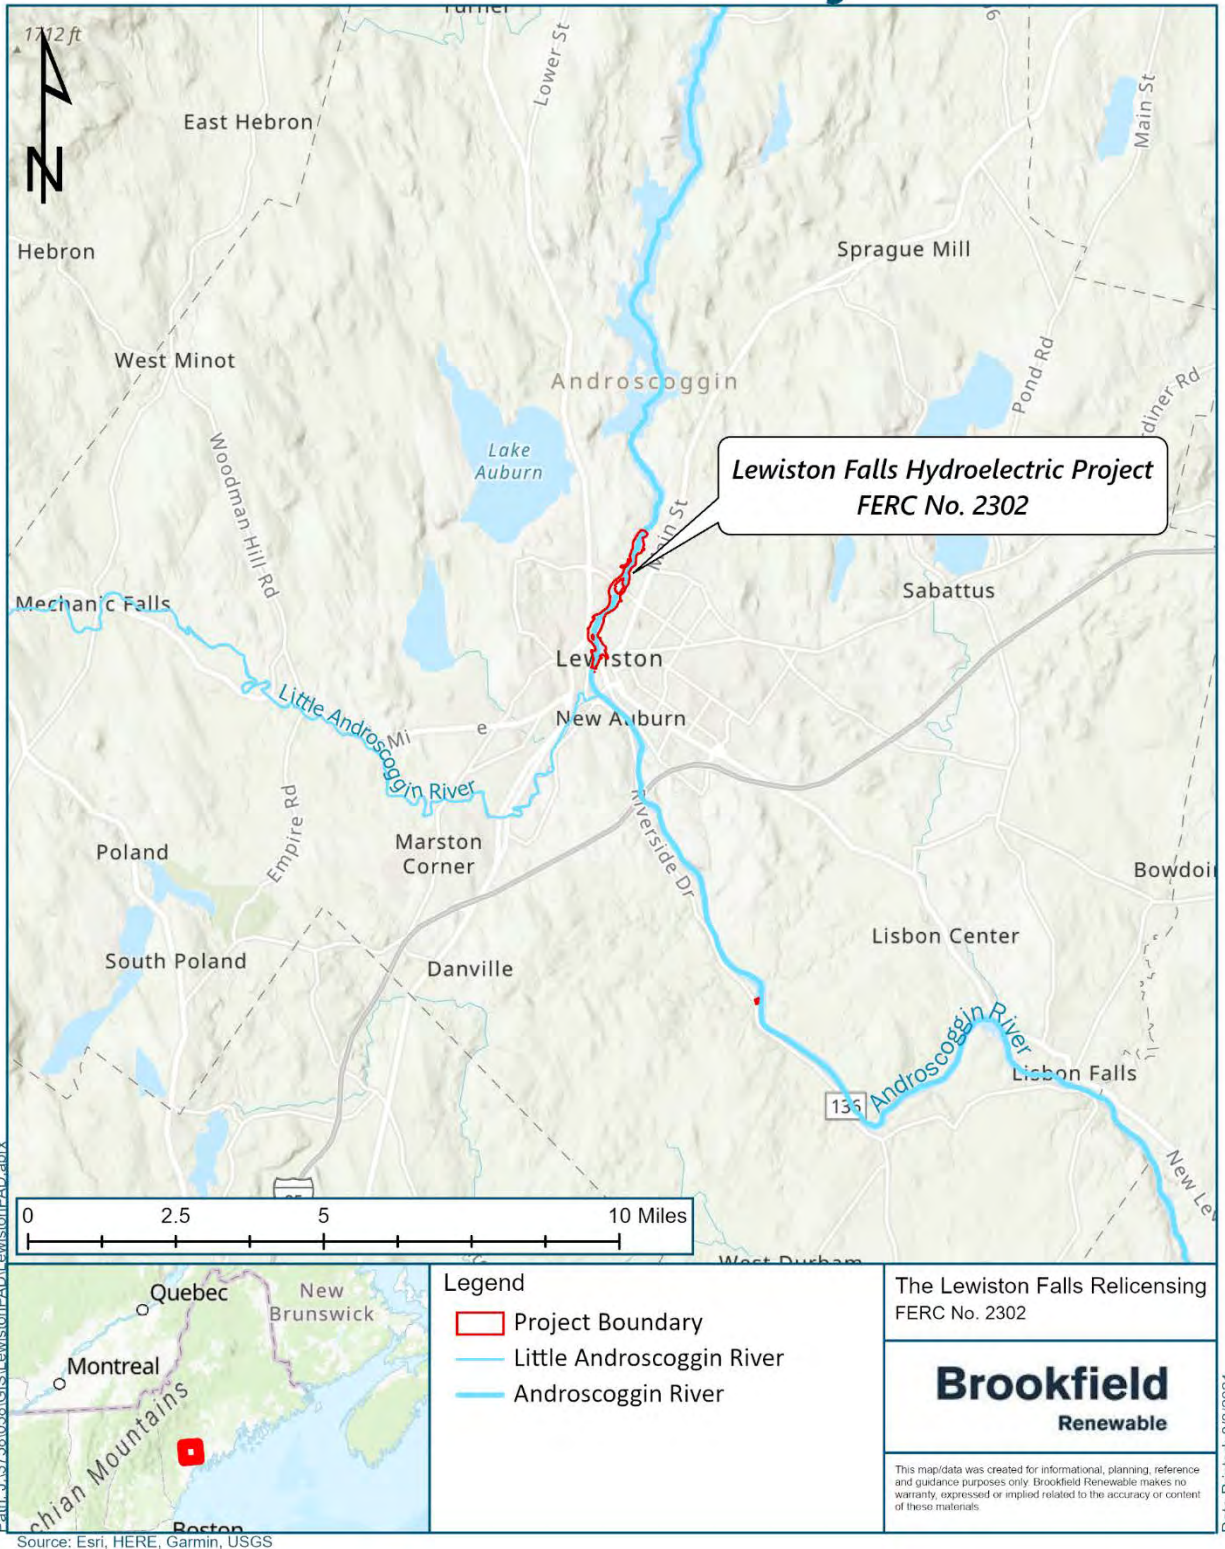 1712 ft
Lower St
Main St
East Hebron
N
Hebron
Sprague Mill
West Minot
Androscoggin
Pond Rd
Lake
Auburn
Woodman Hill Rd
Lewiston Falls Hydroelectric Project
FERC No. 2302
Main St
Mechanic Falls
Sabattus
Lewiston
Little Androscoggin River
New Auburn
Mi
e
Empire Rd
Riverside Dr
Marston
Corner
Poland
Lisbon Center
South Poland
Danville
Androscoggin River
Lisbon Falls
136
0 2.5 5 10 Miles
Quebec
New
Brunswick
Montreal
Boston
Legend
Project Boundary
Little Androscoggin River
Androscoggin River
The Lewiston Falls Relicensing
FERC No. 2302
Brookfield
Renewable
This map/data was created for informational, planning, reference
and guidance purposes only. Brookfield Renewable makes no
warranty, expressed or implied related to the accuracy or content
of these materials.
Source: Esri, HERE, Garmin, USGS